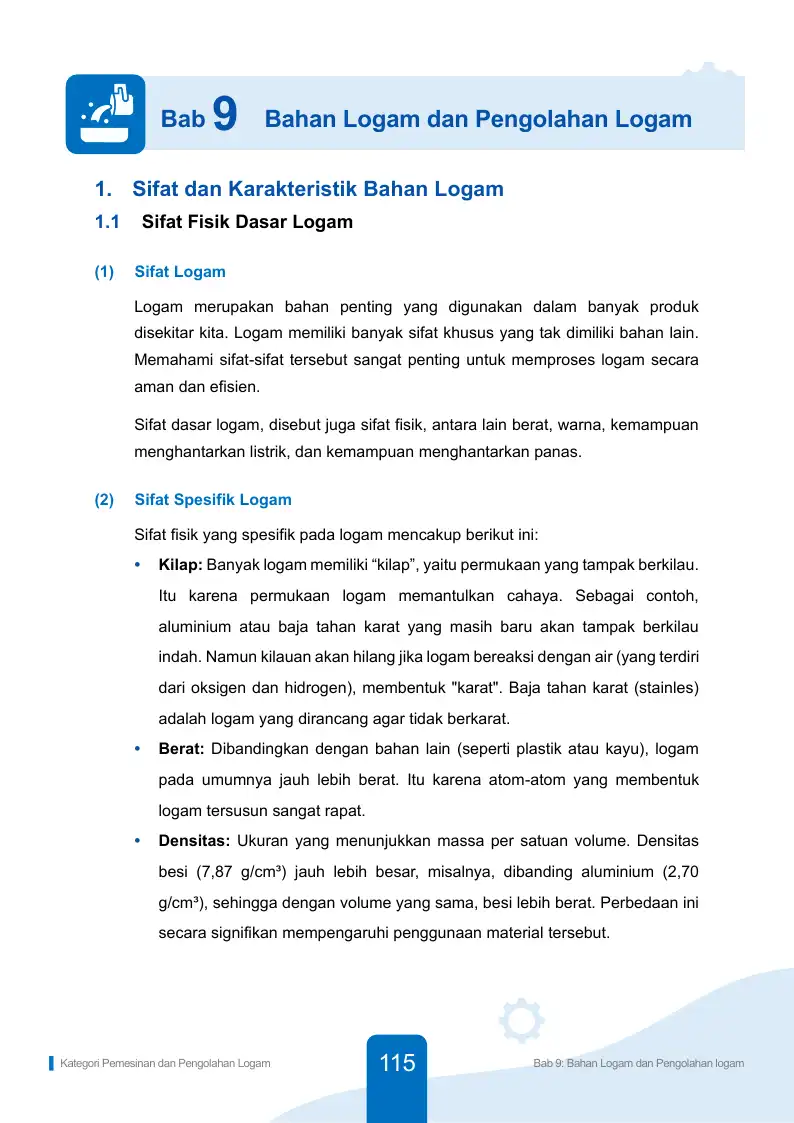 Bab 9 Bahan Logam dan Pengolahan Logam
1. Sifat dan Karakteristik Bahan Logam
1.1 Sifat Fisik Dasar Logam
(1) Sifat Logam
Logam merupakan bahan penting yang digunakan dalam banyak produk
disekitar kita. Logam memiliki banyak sifat khusus yang tak dimiliki bahan lain.
Memahami sifat-sifat tersebut sangat penting untuk memproses logam secara
aman dan efisien.
Sifat dasar logam, disebut juga sifat fisik, antara lain berat, warna, kemampuan
menghantarkan listrik, dan kemampuan menghantarkan panas.
(2) Sifat Spesifik Logam
Sifat fisik yang spesifik pada logam mencakup berikut ini:
• Kilap: Banyak logam memiliki “kilap”, yaitu permukaan yang tampak berkilau.
Itu karena permukaan logam memantulkan cahaya. Sebagai contoh,
aluminium atau baja tahan karat yang masih baru akan tampak berkilau
indah. Namun kilauan akan hilang jika logam bereaksi dengan air (yang terdiri
dari oksigen dan hidrogen), membentuk "karat". Baja tahan karat (stainles)
adalah logam yang dirancang agar tidak berkarat.
• Berat: Dibandingkan dengan bahan lain (seperti plastik atau kayu), logam
pada umumnya jauh lebih berat. Itu karena atom-atom yang membentuk
logam tersusun sangat rapat.
• Densitas: Ukuran yang menunjukkan massa per satuan volume. Densitas
besi (7,87 g/cm³) jauh lebih besar, misalnya, dibanding aluminium (2,70
g/cm³), sehingga dengan volume yang sama, besi lebih berat. Perbedaan ini
secara signifikan mempengaruhi penggunaan material tersebut.
Kategori Pemesinan dan Pengolahan Logam
115
Bab 9: Bahan Logam dan Pengolahan logam